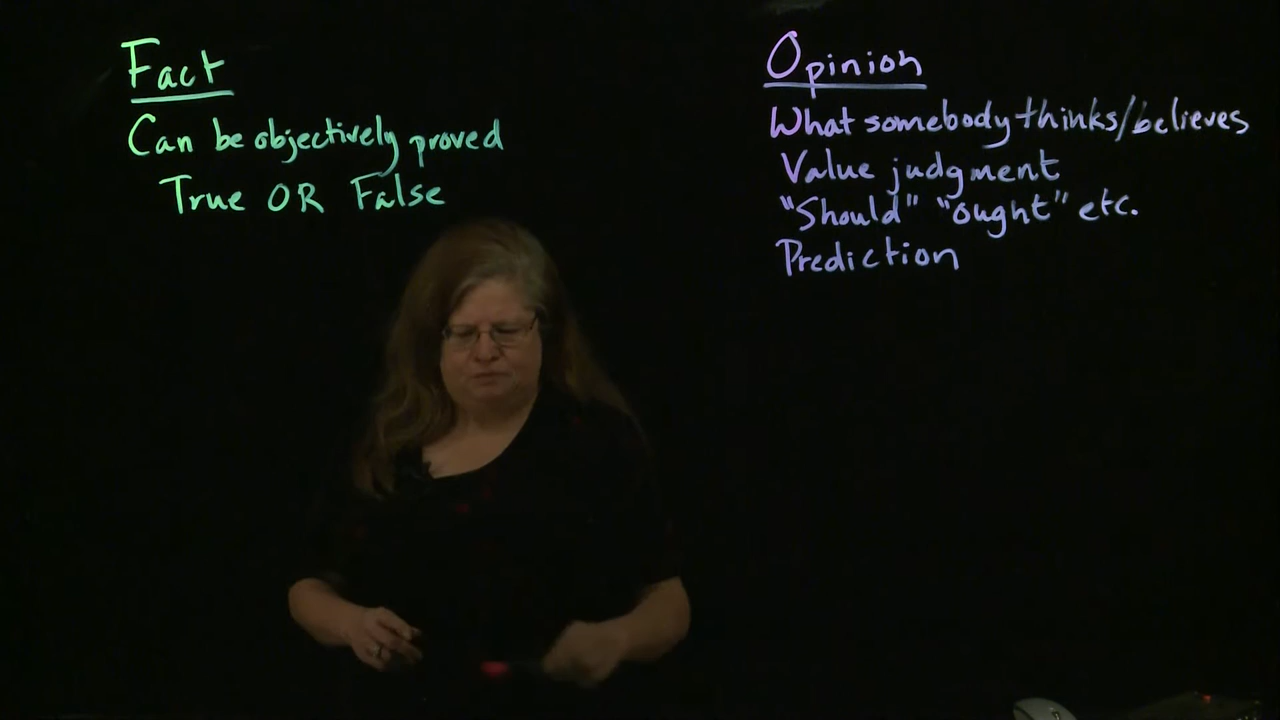 Fact
Can be objectively proved
True OR False
Opinion
What somebody thinks/believes
Value judgment
"Should" "ought" etc.
Prediction